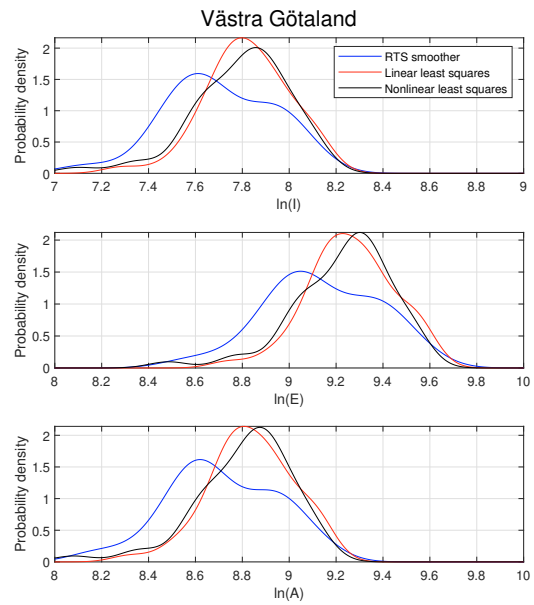 Västra Götaland
Probability density
2
1.5
1
0.5
0
RTS smoother
Linear least squares
Nonlinear least squares
7 7.2 7.4 7.6 7.8 8 8.2 8.4 8.6 8.8 9
ln(I)
Probability density
2
1.5
1
0.5
0
8 8.2 8.4 8.6 8.8 9 9.2 9.4 9.6 9.8 10
ln(E)
Probability density
2
1.5
1
0.5
0
8 8.2 8.4 8.6 8.8 9 9.2 9.4 9.6 9.8 10
ln(A)